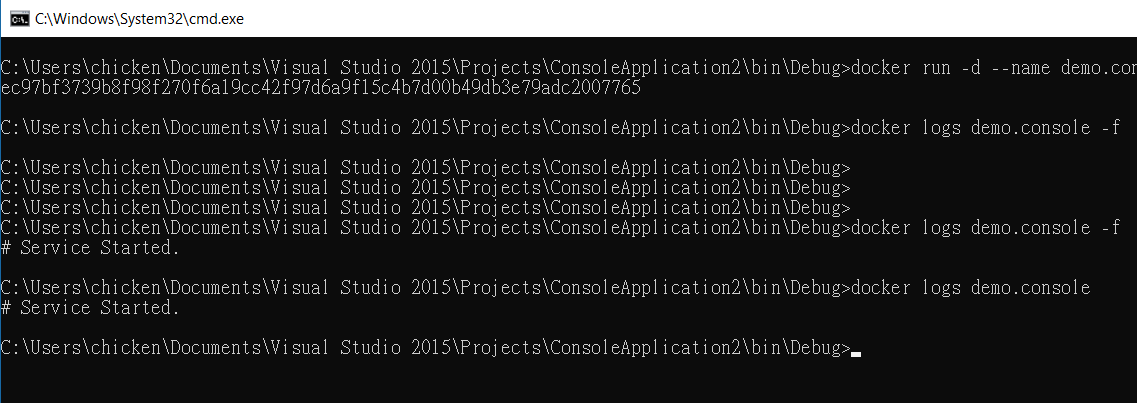 C:\Windows\System32\cmd.exe
C:\Users\chicken\Documents\Visual Studio 2015\Projects\ConsoleApplication2\bin\Debug>docker run -d --name demo.con
ec97bf3739b8f98f270f6a19cc42f97d6a9f15c4b7d00b49db3e79adc2007765
C:\Users\chicken\Documents\Visual Studio 2015\Projects\ConsoleApplication2\bin\Debug>docker logs demo.console -f
C:\Users\chicken\Documents\Visual Studio 2015\Projects\ConsoleApplication2\bin\Debug>
C:\Users\chicken\Documents\Visual Studio 2015\Projects\ConsoleApplication2\bin\Debug>
C:\Users\chicken\Documents\Visual Studio 2015\Projects\ConsoleApplication2\bin\Debug>
C:\Users\chicken\Documents\Visual Studio 2015\Projects\ConsoleApplication2\bin\Debug>docker logs demo.console -f
# Service Started.
C:\Users\chicken\Documents\Visual Studio 2015\Projects\ConsoleApplication2\bin\Debug>docker logs demo.console
# Service Started.
C:\Users\chicken\Documents\Visual Studio 2015\Projects\ConsoleApplication2\bin\Debug>